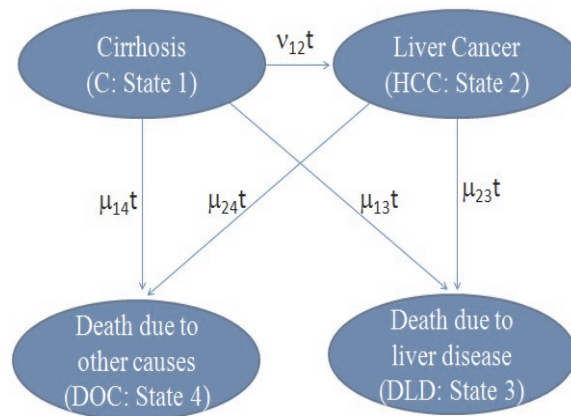 Cirrhosis
(C: State 1)
ν₁₂t
Liver Cancer
(HCC: State 2)
μ₁₄t
μ₂₄t
μ₁₃t
μ₂₃t
Death due to
other causes
(DOC: State 4)
Death due to
liver disease
(DLD: State 3)